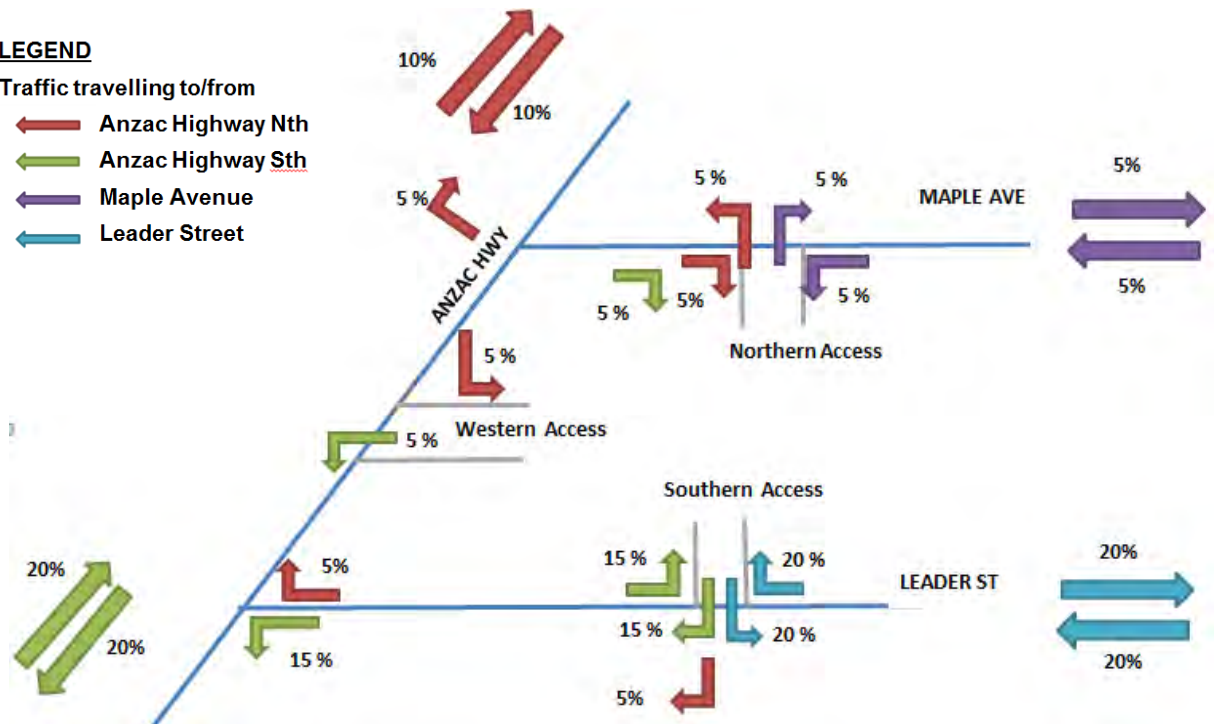 LEGEND
Traffic travelling to/from
Anzac Highway Nth
Anzac Highway Sth
Maple Avenue
Leader Street
10%
10%
5 %
ANZAC HWY
5 %
5 %
MAPLE AVE
5%
5%
5 %
5%
5 %
Northern Access
5 %
Western Access
5 %
Southern Access
20%
20%
5%
15 %
15 %
20 %
15 %
20 %
5%
LEADER ST
20%
20%